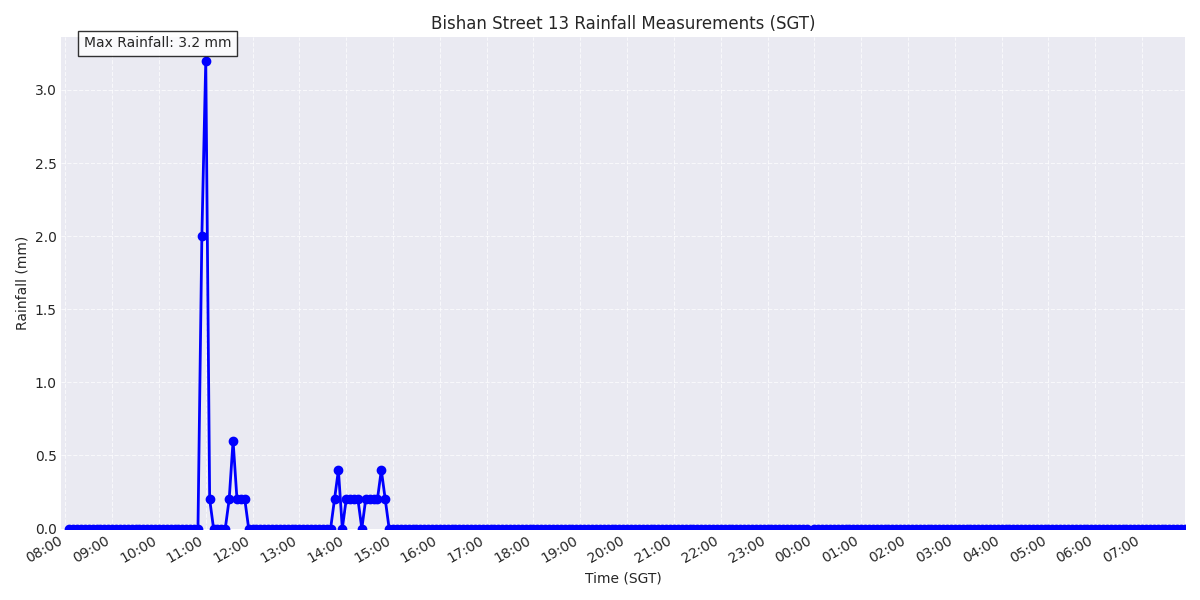 Bishan Street 13 Rainfall Measurements (SGT)
Max Rainfall: 3.2 mm
3.0
2.5
2.0
1.5
1.0
0.5
0.0
Rainfall (mm)
08:00 09:00 10:00 11:00 12:00 13:00 14:00 15:00 16:00 17:00 18:00 19:00 20:00 21:00 22:00 23:00 00:00 01:00 02:00 03:00 04:00 05:00 06:00 07:00
Time (SGT)